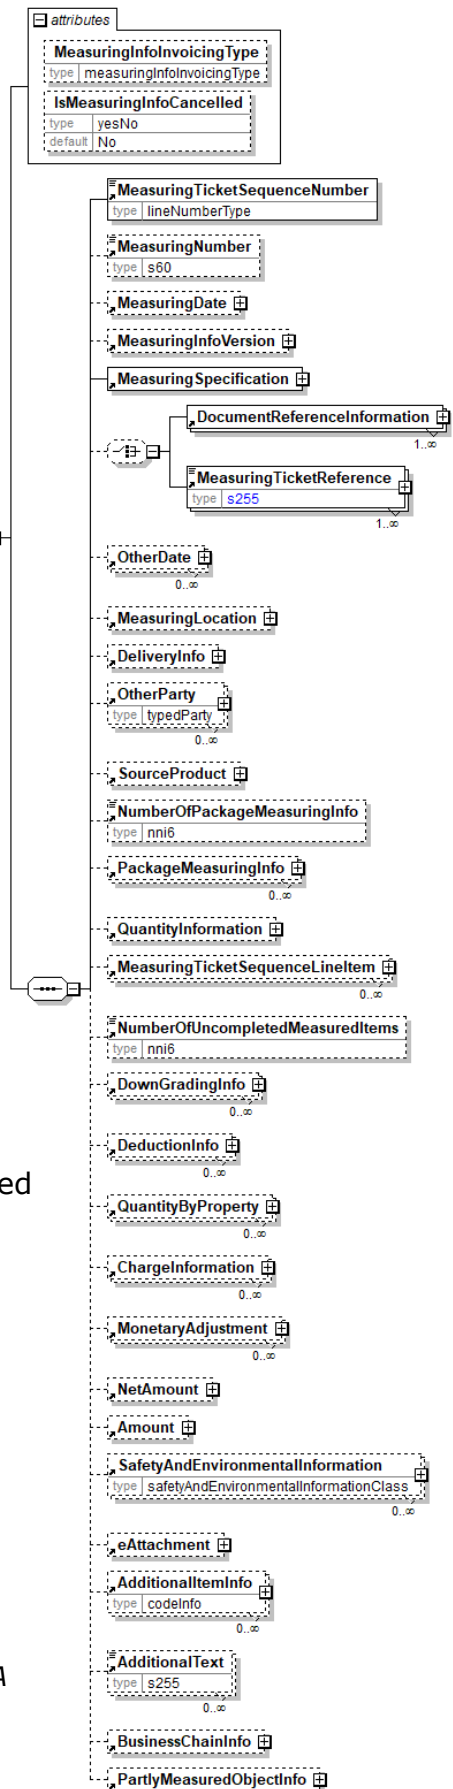 attributes
MeasuringInfoInvoicingType
type measuringInfoInvoicingType
IsMeasuringInfoCancelled
type yesNo
default No
MeasuringTicketSequenceNumber
type lineNumberType
MeasuringNumber
type s60
MeasuringDate
MeasuringInfoVersion
MeasuringSpecification
DocumentReferenceInformation
1..∞
MeasuringTicketReference
type s255
1..∞
OtherDate
0..∞
MeasuringLocation
DeliveryInfo
OtherParty
type typedParty
0..∞
SourceProduct
NumberOfPackageMeasuringInfo
type nni6
PackageMeasuringInfo
0..∞
QuantityInformation
MeasuringTicketSequenceLineItem
0..∞
NumberOfUncompletedMeasuredItems
type nni6
DownGradingInfo
0..∞
DeductionInfo
0..∞
ed
QuantityByProperty
0..∞
ChargeInformation
0..∞
MonetaryAdjustment
0..∞
NetAmount
Amount
SafetyAndEnvironmentalInformation
type safetyAndEnvironmentalInformationClass
0..∞
eAttachment
AdditionalItemInfo
type codeInfo
0..∞
AdditionalText
A
type s255
0..∞
BusinessChainInfo
PartlyMeasuredObjectInfo